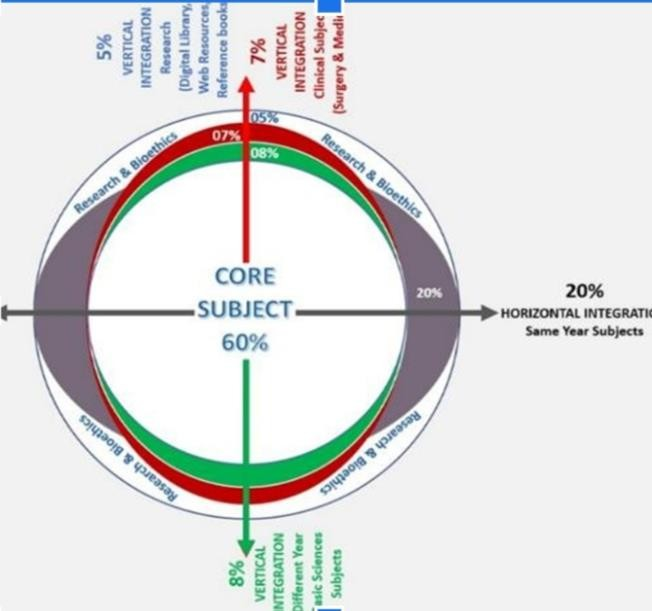 5%
VERTICAL
INTEGRATION
Research
(Digital Library,
Web Resources,
Reference books
7%
VERTICAL
INTEGRATION
Clinical Subjec
(Surgery & Medi
05%
07%
08%
Research & Bioethics
Research & Bioethics
CORE
SUBJECT
60%
20%
20%
HORIZONTAL INTEGRATIO
Same Year Subjects
Research & Bioethics
Research & Bioethics
8%
VERTICAL
INTEGRATION
Different Year
asic Sciences
Subjects